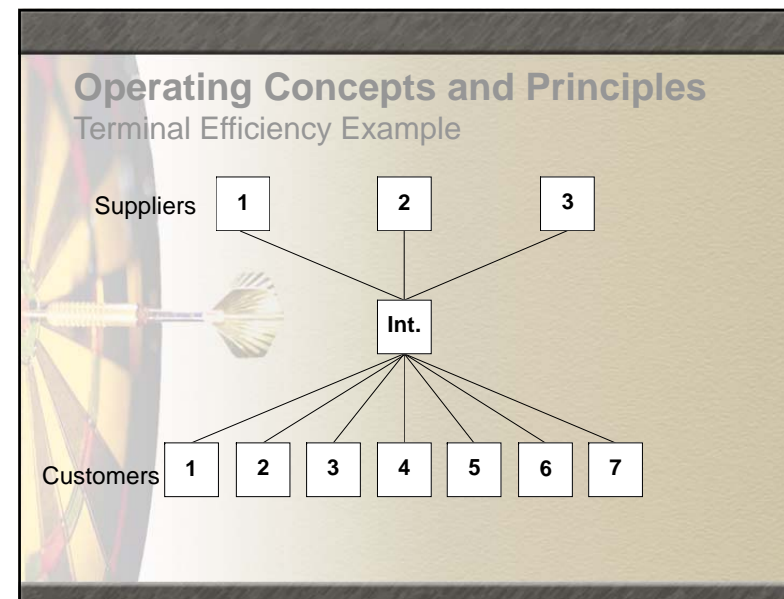 Operating Concepts and Principles
Terminal Efficiency Example
Suppliers 1 2 3
Int.
Customers 1 2 3 4 5 6 7